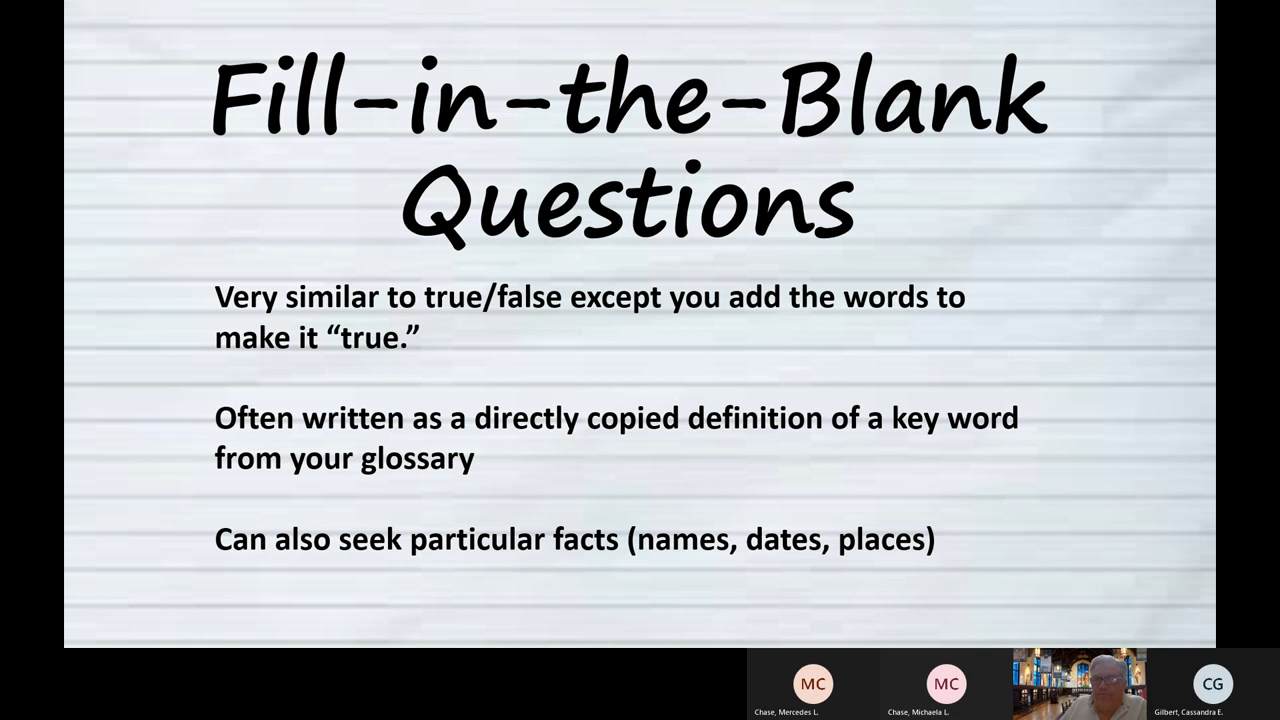 Fill-in-the-Blank
Questions
Very similar to true/false except you add the words to
make it “true.”
Often written as a directly copied definition of a key word
from your glossary
Can also seek particular facts (names, dates, places)
MC
MC
CG
Chase, Mercedes L.
Chase, Michaela L.
Gilbert, Cassandra E.